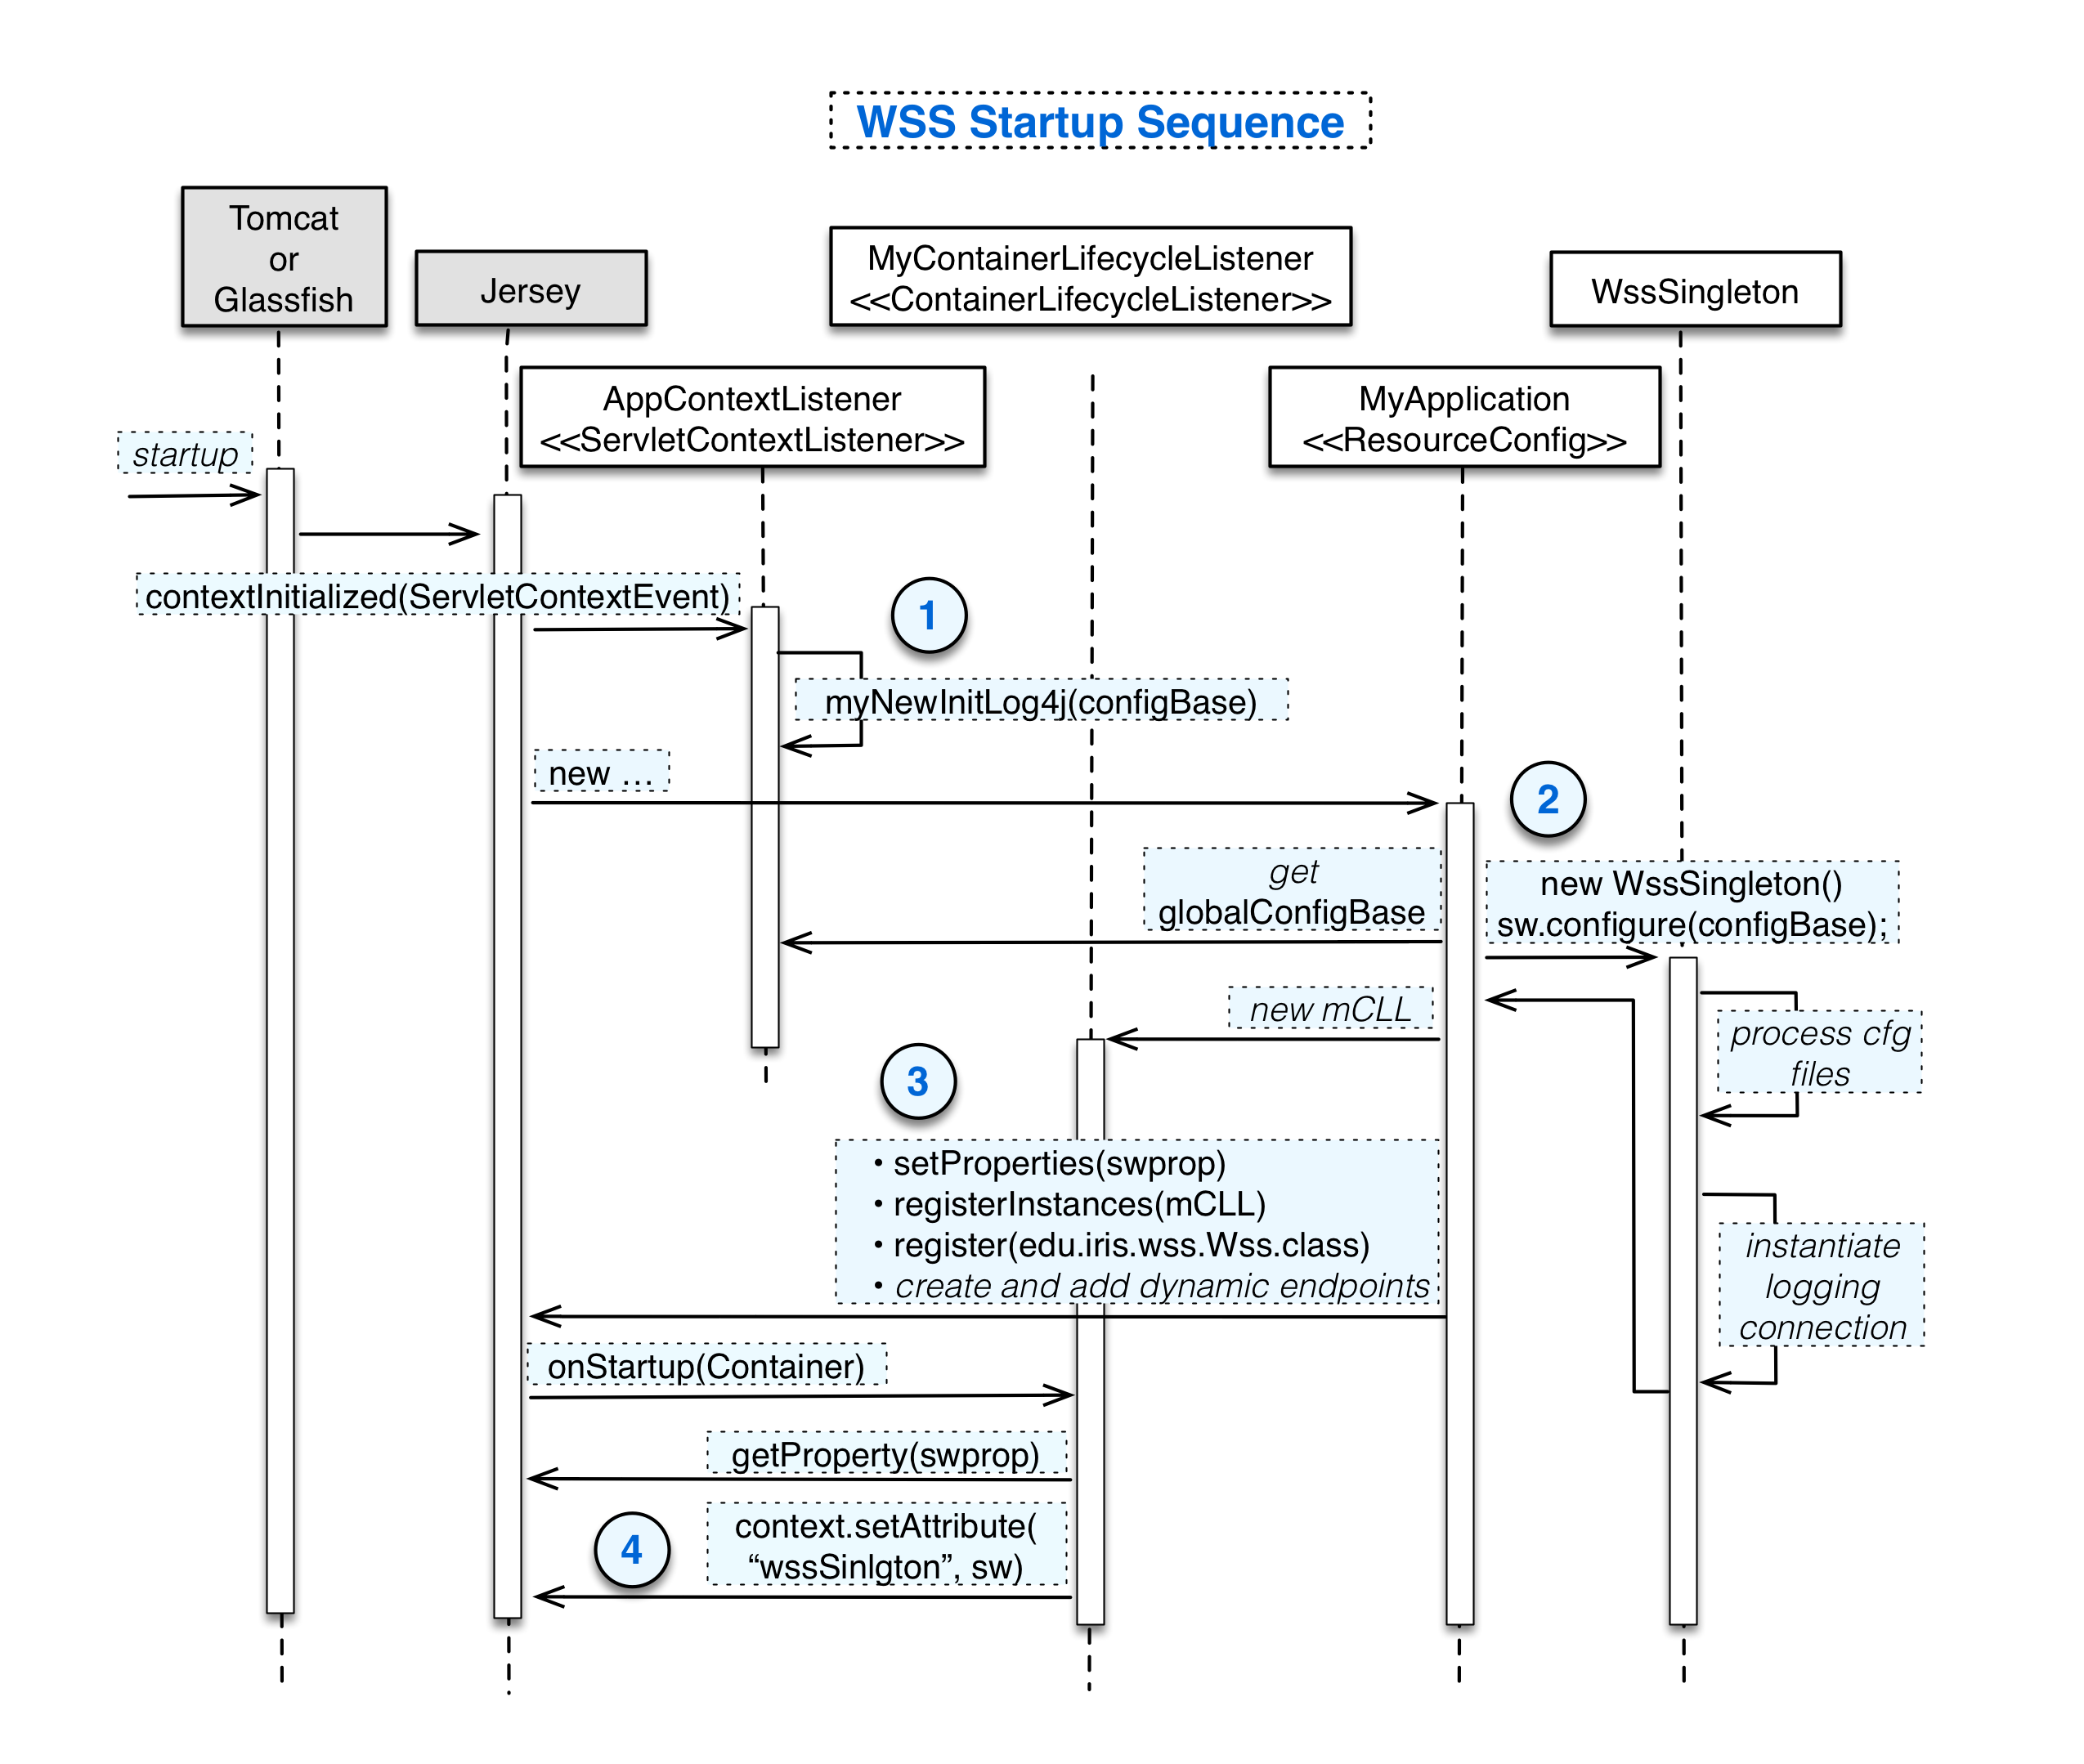 WSS Startup Sequence
Tomcat
or
Glassfish
Jersey
MyContainerLifecycleListener
<<ContainerLifecycleListener>>
WssSingleton
AppContextListener
<<ServletContextListener>>
MyApplication
<<ResourceConfig>>
startup
contextInitialized(ServletContextEvent)
1
myNewInitLog4j(configBase)
new …
2
get
globalConfigBase
new WssSingleton()
sw.configure(configBase);
new mCLL
process cfg
files
3
• setProperties(swprop)
• registerInstances(mCLL)
• register(edu.iris.wss.Wss.class)
• create and add dynamic endpoints
instantiate
logging
connection
onStartup(Container)
getProperty(swprop)
4
context.setAttribute(
“wssSinlgton”, sw)